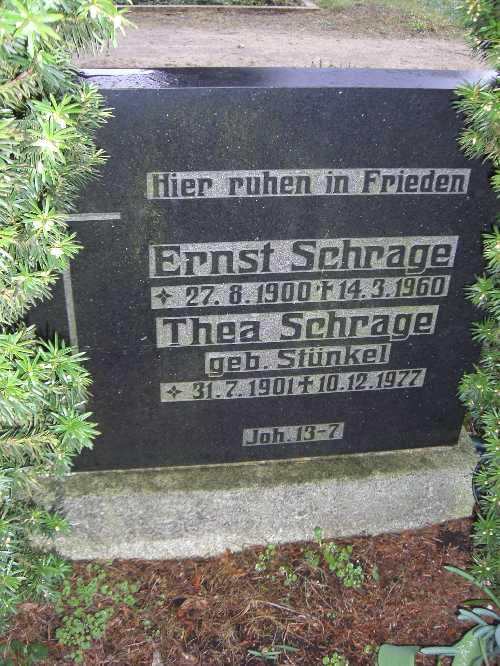 Hier ruhen in Frieden
Ernst Schrage
✧ 27. 8. 1900 ✝ 14. 3. 1960
Thea Schrage
geb. Stünkel
✧ 31. 7. 1901 ✝ 10. 12. 1977
Joh. 13-7